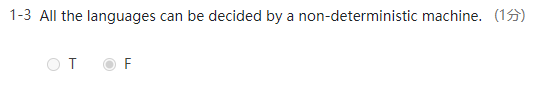 1-3 All the languages can be decided by a non-deterministic machine. (1分)
T F